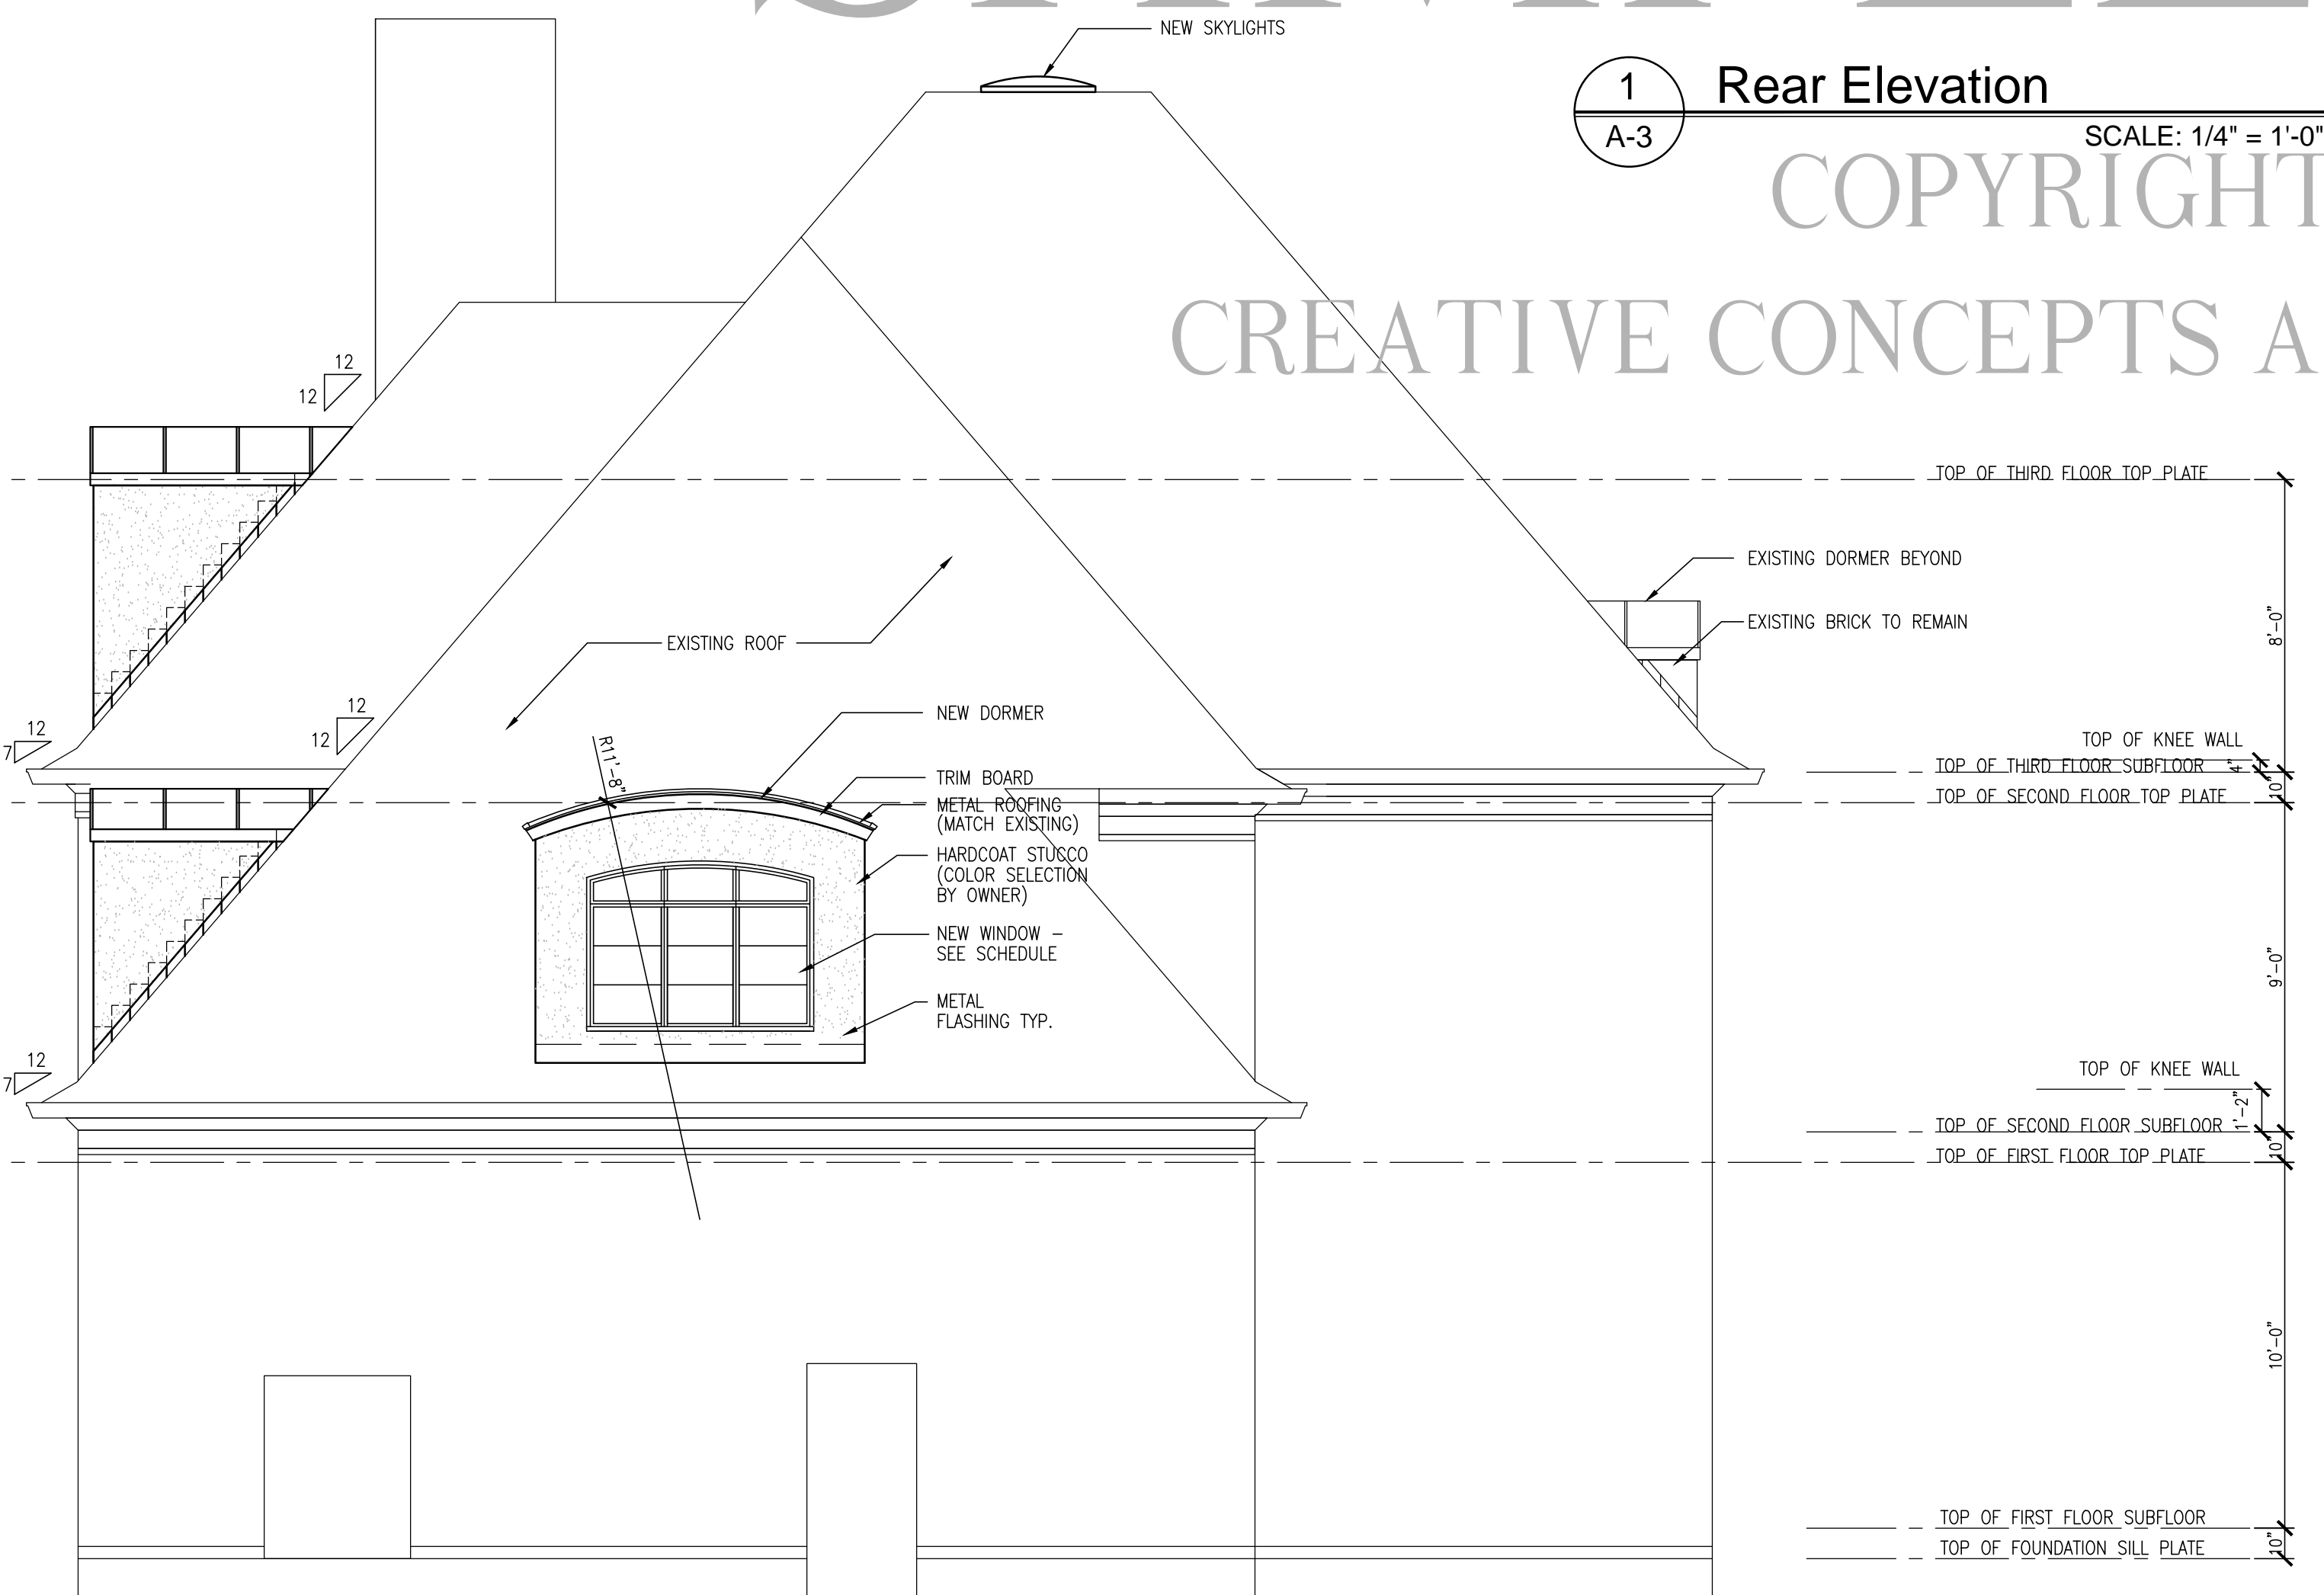 NEW SKYLIGHTS
1
A-3
Rear Elevation
SCALE: 1/4" = 1'-0"
COPYRIGHT
CREATIVE CONCEPTS A
12
12
TOP OF THIRD FLOOR TOP PLATE
EXISTING DORMER BEYOND
EXISTING BRICK TO REMAIN
8'-0"
EXISTING ROOF
12
12
12
7
NEW DORMER
R11'-8"
TRIM BOARD
METAL ROOFING
(MATCH EXISTING)
HARDCOAT STUCCO
(COLOR SELECTION
BY OWNER)
NEW WINDOW -
SEE SCHEDULE
METAL
FLASHING TYP.
TOP OF KNEE WALL
TOP OF THIRD FLOOR SUBFLOOR
4"
10"
TOP OF SECOND FLOOR TOP PLATE
9'-0"
12
7
TOP OF KNEE WALL
1'-2"
TOP OF SECOND FLOOR SUBFLOOR
10"
TOP OF FIRST FLOOR TOP PLATE
10'-0"
TOP OF FIRST FLOOR SUBFLOOR
10"
TOP OF FOUNDATION SILL PLATE